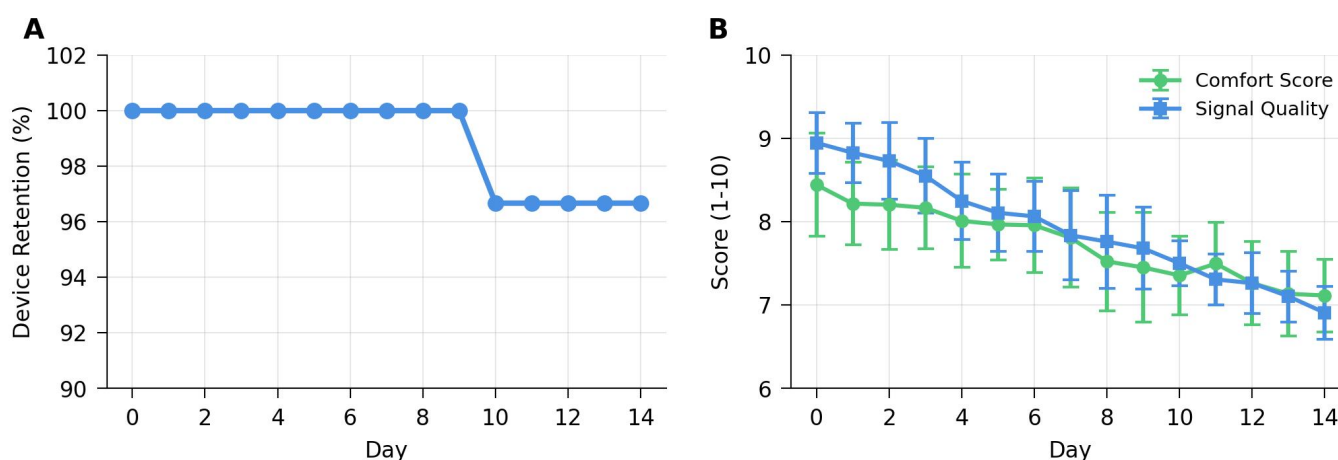 A
102
100
98
96
94
92
90
0 2 4 6 8 10 12 14
Device Retention (%)
Day
B
10
9
8
7
6
0 2 4 6 8 10 12 14
Score (1-10)
Day
Comfort Score
Signal Quality